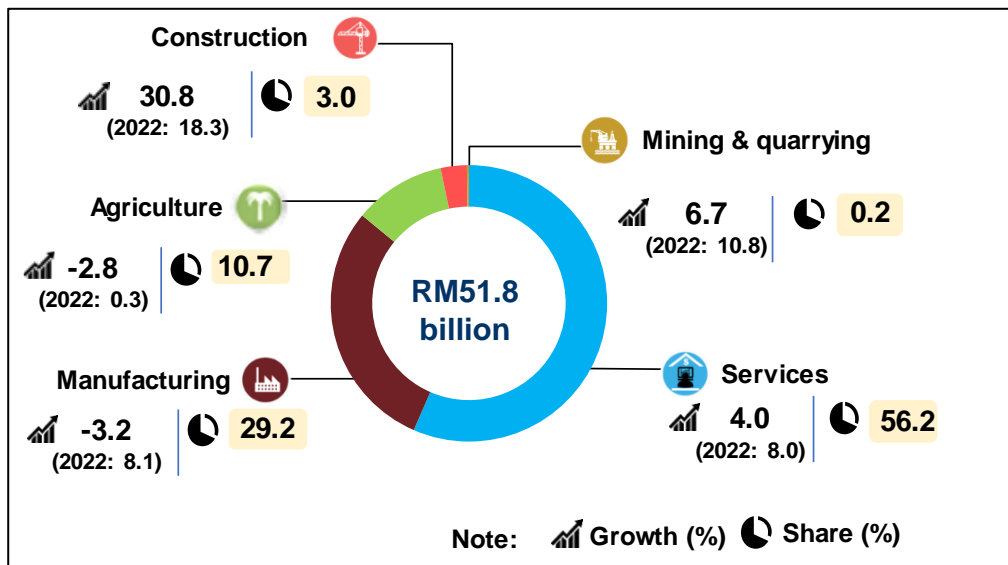 Construction
30.8
3.0
(2022: 18.3)
Mining & quarrying
6.7
0.2
(2022: 10.8)
Agriculture
-2.8
10.7
(2022: 0.3)
RM51.8
billion
Manufacturing
-3.2
29.2
(2022: 8.1)
Services
4.0
56.2
(2022: 8.0)
Note: Growth (%) Share (%)